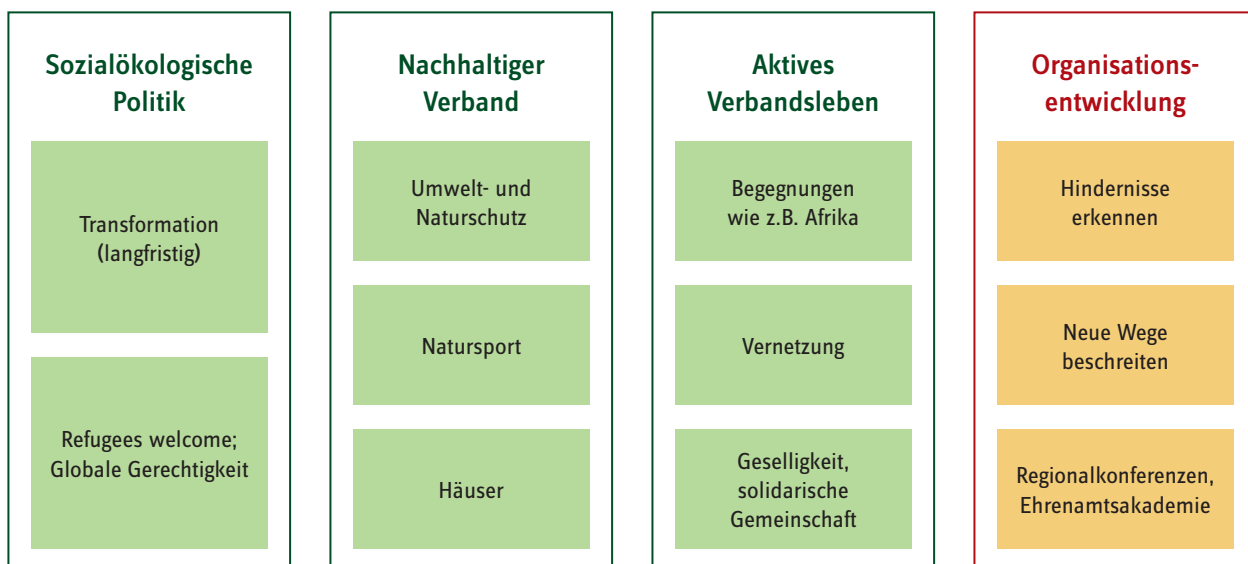 Sozialökologische
Politik
Transformation
(langfristig)
Refugees welcome;
Globale Gerechtigkeit
Nachhaltiger
Verband
Umwelt- und
Naturschutz
Natursport
Häuser
Aktives
Verbandsleben
Begegnungen
wie z.B. Afrika
Vernetzung
Geselligkeit,
solidarische
Gemeinschaft
Organisations-
entwicklung
Hindernisse
erkennen
Neue Wege
beschreiten
Regionalkonferenzen,
Ehrenamtsakademie